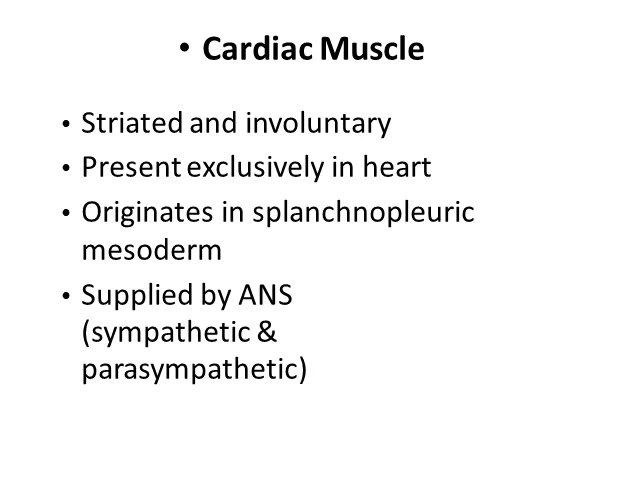 • Cardiac Muscle
• Striated and involuntary
• Present exclusively in heart
• Originates in splanchnopleuric
mesoderm
• Supplied by ANS
(sympathetic &
parasympathetic)